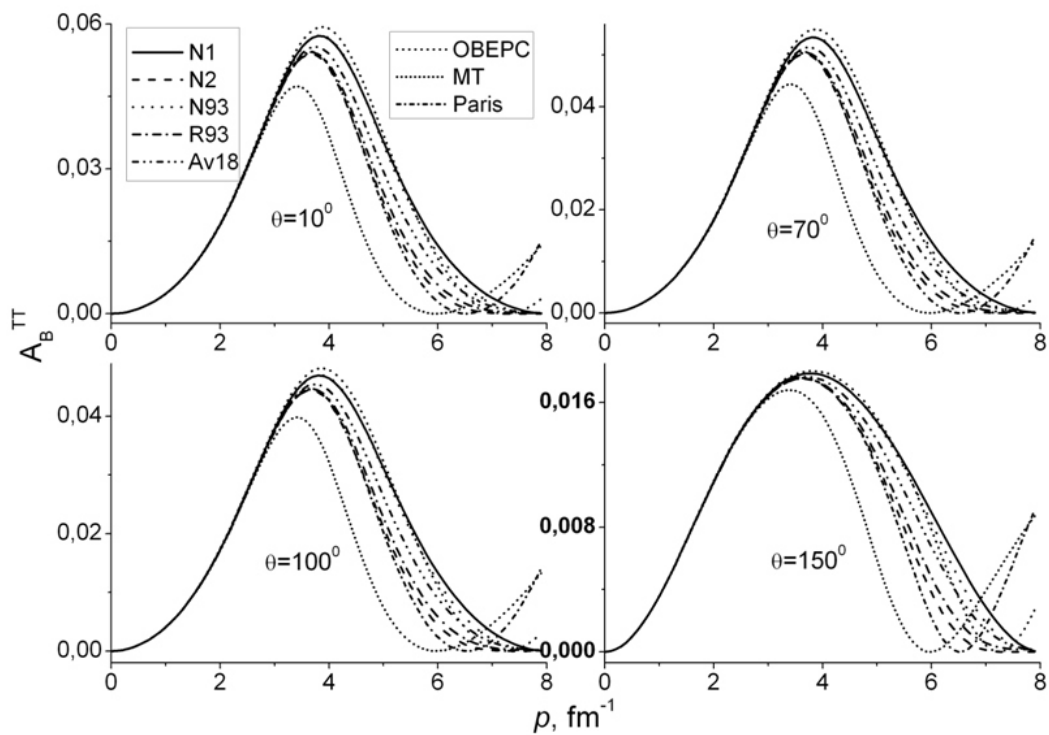 0,06
0,03
0,00
N1
N2
N93
R93
Av18
OBEPC
MT
Paris
θ=10⁰
0 2 4 6 8
0,04
0,02
0,00
θ=70⁰
0 2 4 6 8
A_B^TT
0,04
0,02
0,00
θ=100⁰
0 2 4 6 8
0,016
0,008
0,000
θ=150⁰
0 2 4 6 8
p, fm⁻¹